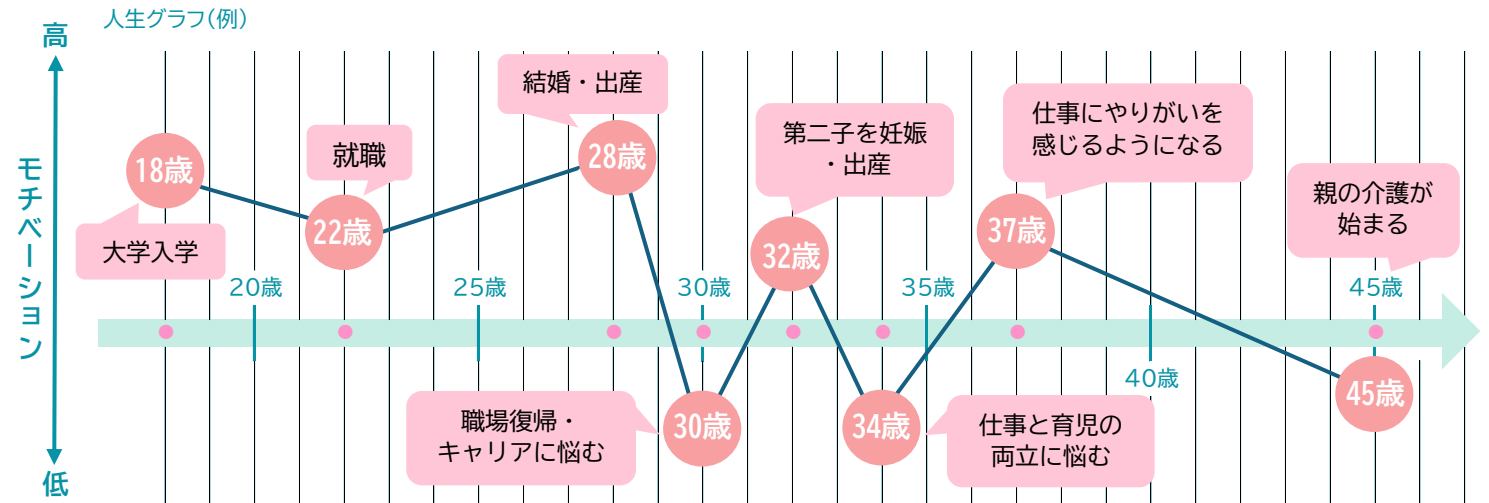 人生グラフ(例)
高
モチベーション
低
18歳
大学入学
就職
22歳
結婚・出産
28歳
職場復帰・
キャリアに悩む
30歳
第二子を妊娠
・出産
32歳
34歳
仕事と育児の
両立に悩む
仕事にやりがいを
感じるようになる
37歳
親の介護が
始まる
45歳
20歳
25歳
30歳
35歳
40歳
45歳